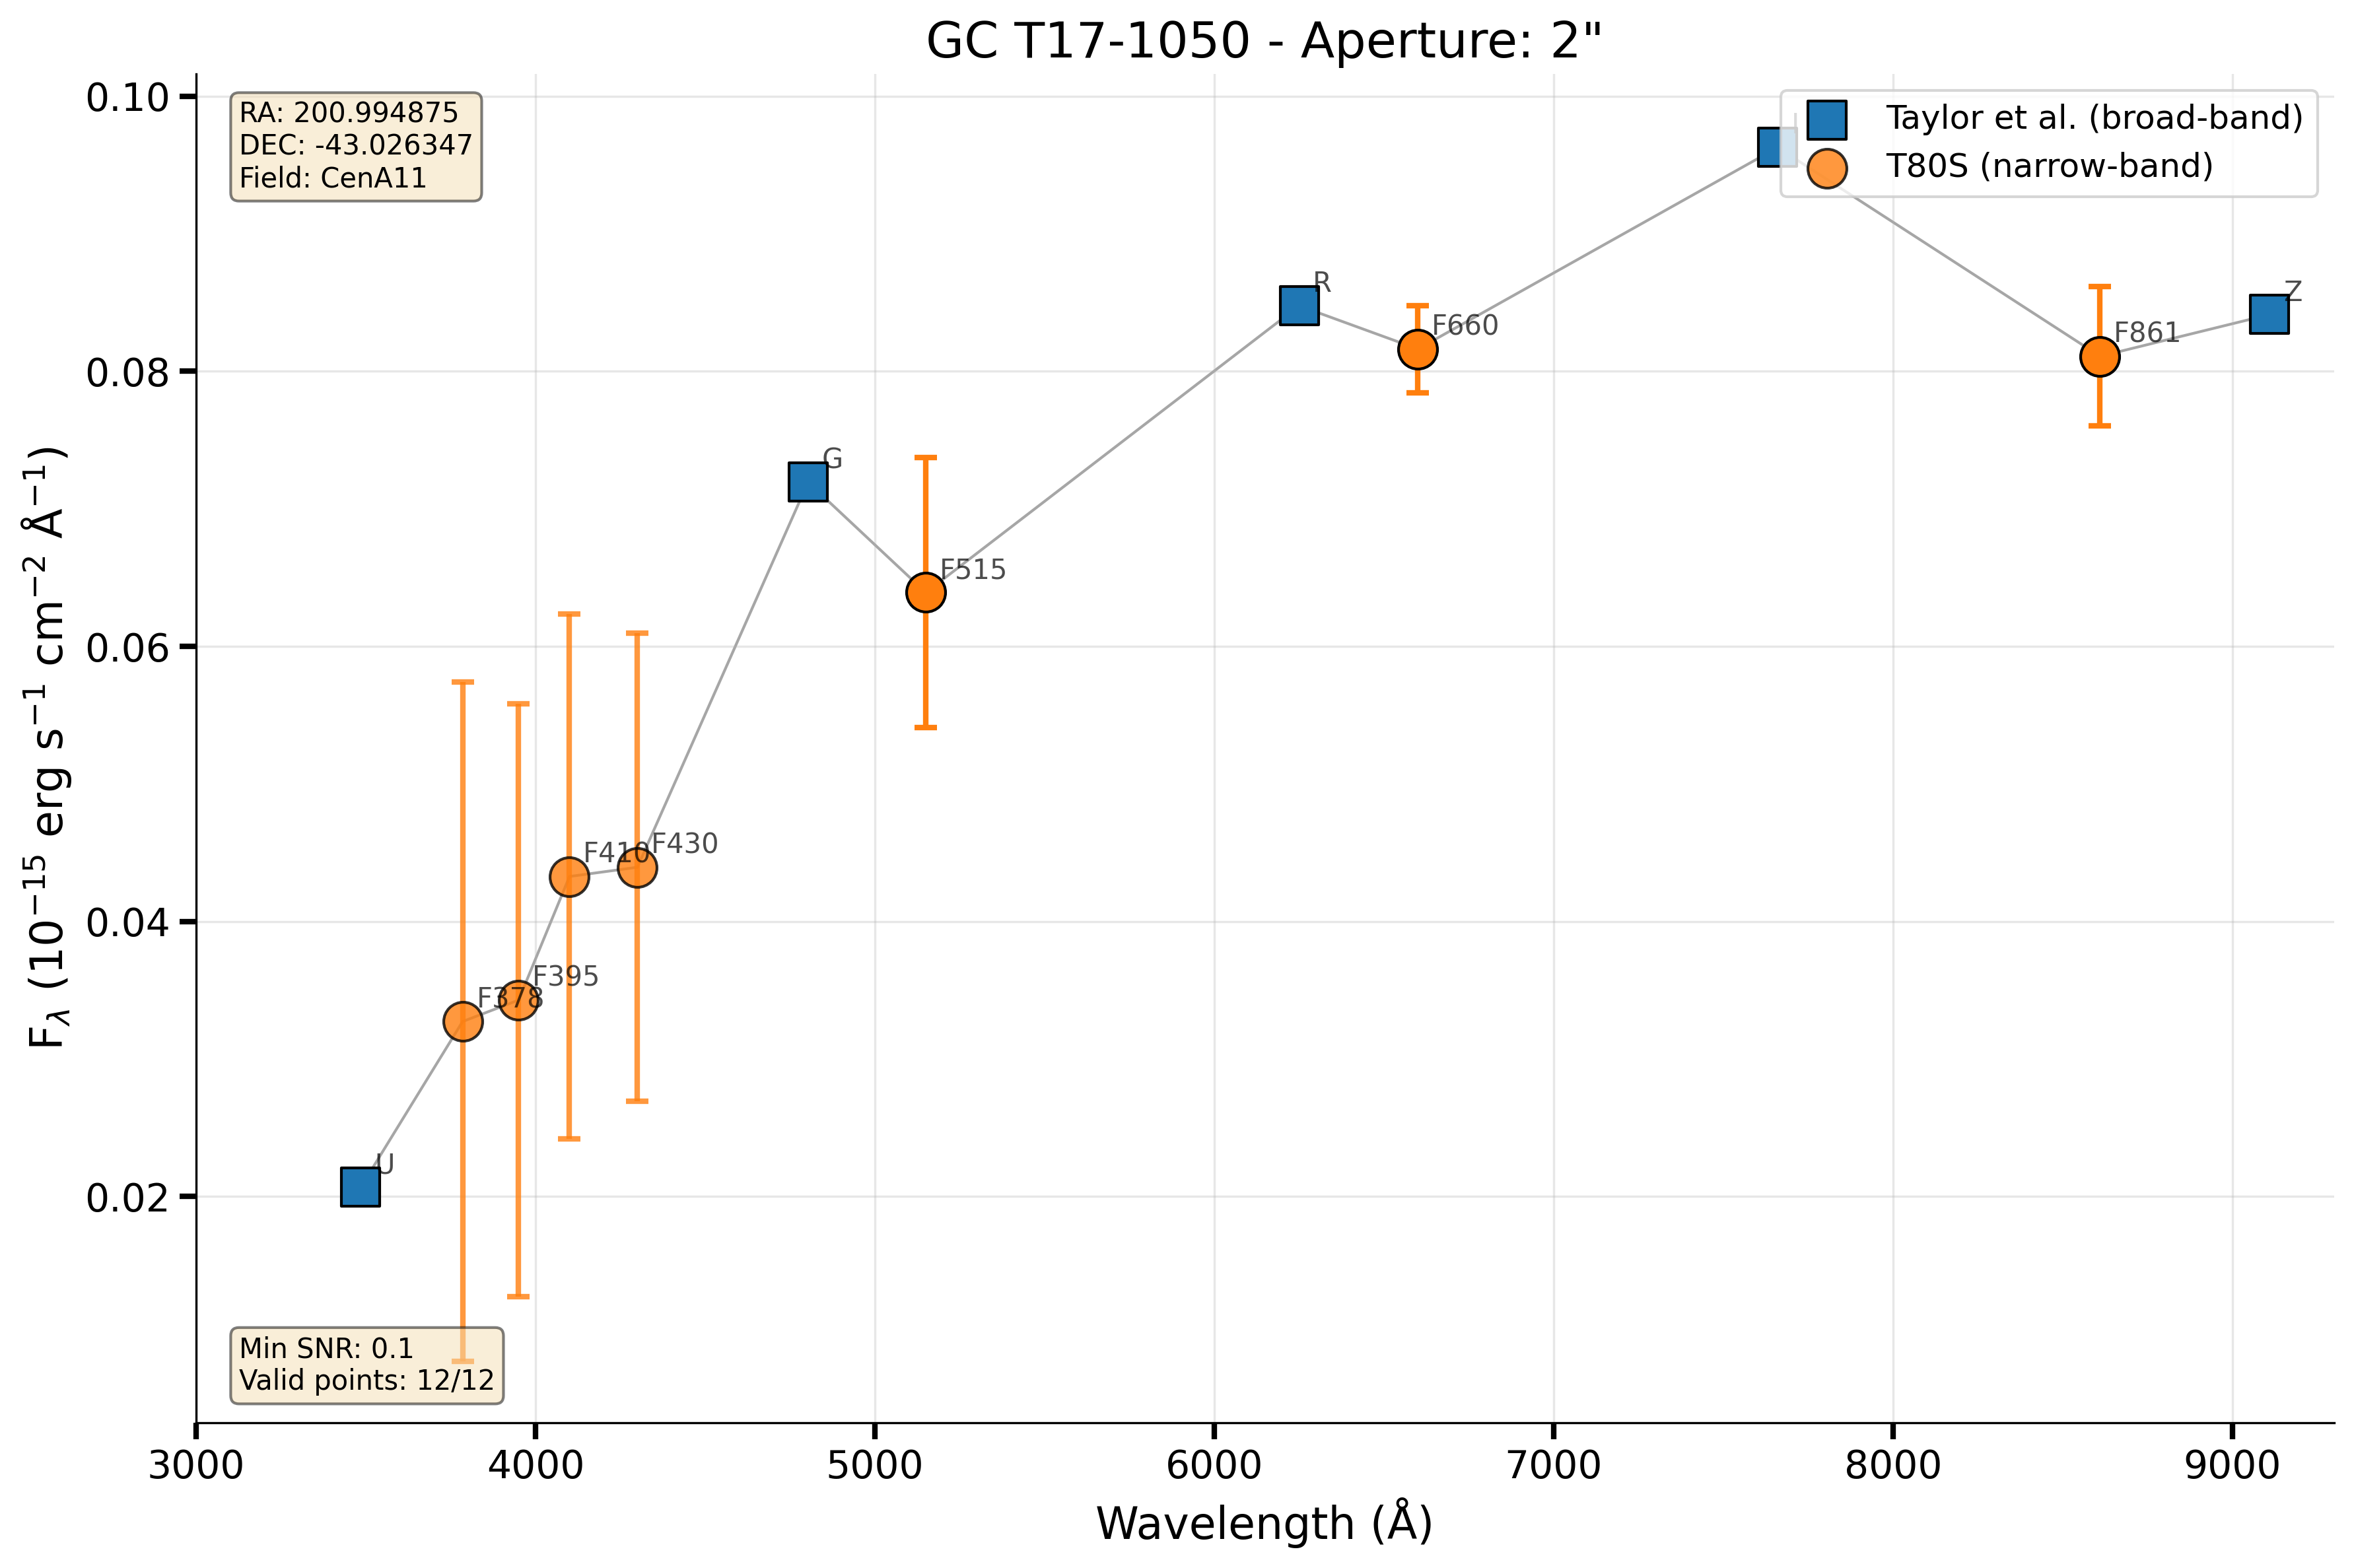 GC T17-1050 - Aperture: 2"
RA: 200.994875
DEC: -43.026347
Field: CenA11
Taylor et al. (broad-band)
T80S (narrow-band)
I
R
Z
F660
F861
G
F515
F410
F430
F395
F378
U
Min SNR: 0.1
Valid points: 12/12
0.10
0.08
0.06
0.04
0.02
3000 4000 5000 6000 7000 8000 9000
Wavelength (Å)
Fλ (10⁻¹⁵ erg s⁻¹ cm⁻² Å⁻¹)